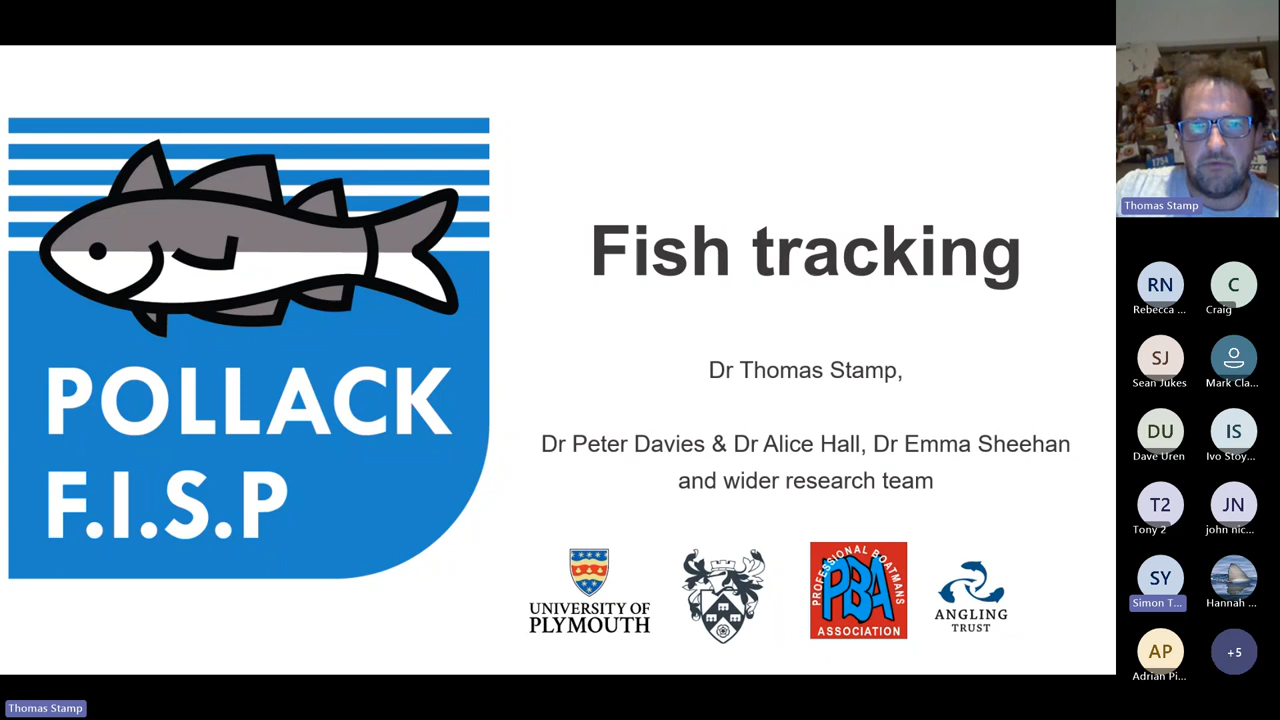 POLLACK
F.I.S.P
Fish tracking
Dr Thomas Stamp,
Dr Peter Davies & Dr Alice Hall, Dr Emma Sheehan
and wider research team
UNIVERSITY OF
PLYMOUTH
PROFESSIONAL BOATMANS
PBA
ASSOCIATION
ANGLING
TRUST
1754
Thomas Stamp
RN
Rebecca ...
C
Craig
SJ
Sean Jukes
Mark Cla...
DU
Dave Uren
IS
Ivo Stoy...
T2
Tony 2
JN
john nic...
SY
Simon T...
Hannah ...
AP
Adrian Pi...
+5
Thomas Stamp